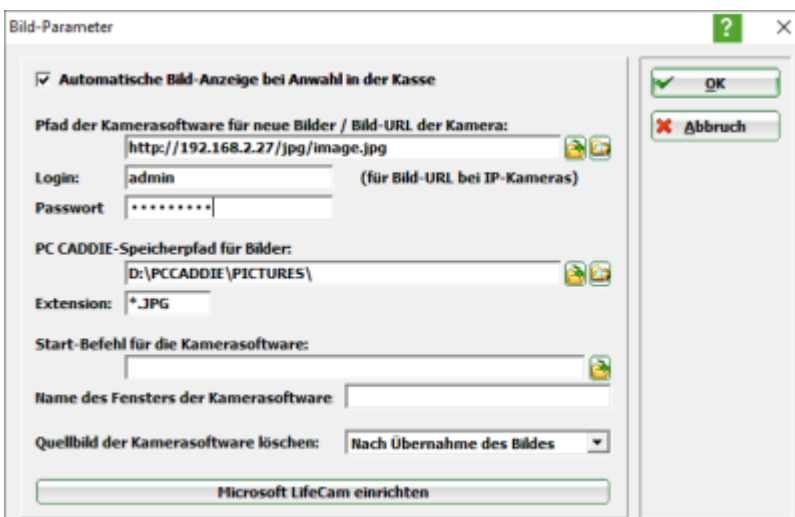 Bild-Parameter
?
Automatische Bild-Anzeige bei Anwahl in der Kasse
OK
Pfad der Kamerasoftware für neue Bilder / Bild-URL der Kamera:
Abbruch
http://192.168.2.27/jpg/image.jpg
Login: admin (für Bild-URL bei IP-Kameras)
Passwort •••••••••
PC CADDIE-Speicherpfad für Bilder:
D:\PCCADDIE\PICTURES\
Extension: *.JPG
Start-Befehl für die Kamerasoftware:
Name des Fensters der Kamerasoftware
Quellbild der Kamerasoftware löschen: Nach Übernahme des Bildes
Microsoft LifeCam einrichten